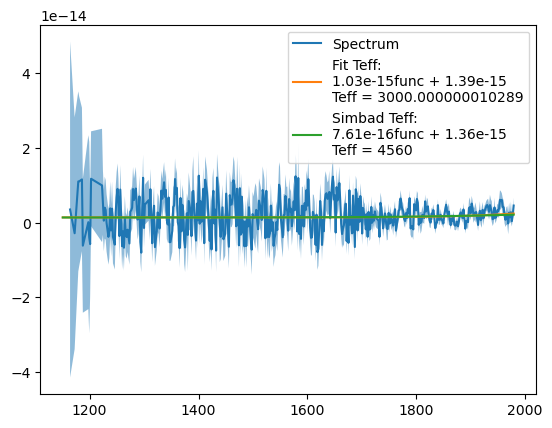 1e−14
4
2
0
−2
−4
1200
1400
1600
1800
2000
Spectrum
Fit Teff:
1.03e-15func + 1.39e-15
Teff = 3000.000000010289
Simbad Teff:
7.61e-16func + 1.36e-15
Teff = 4560